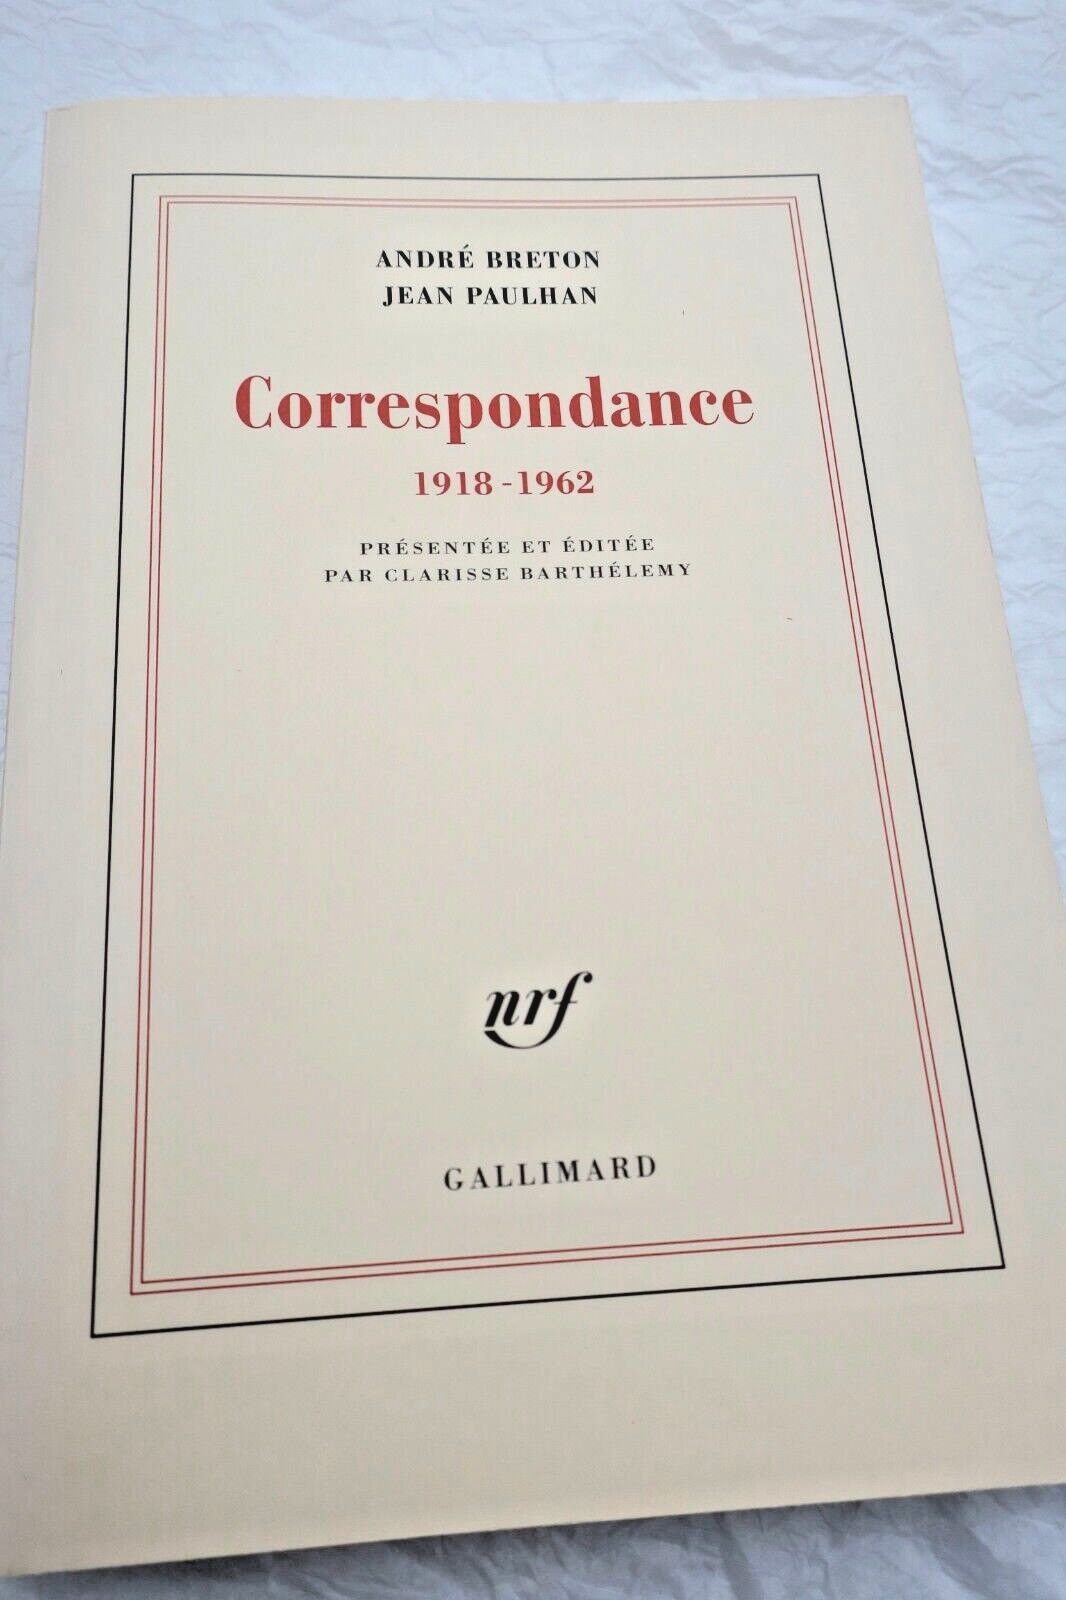 ANDRÉ BRETON
JEAN PAULHAN
Correspondance
1918-1962
PRÉSENTÉE ET ÉDITÉE
PAR CLARISSE BARTHÉLEMY
nrf
GALLIMARD